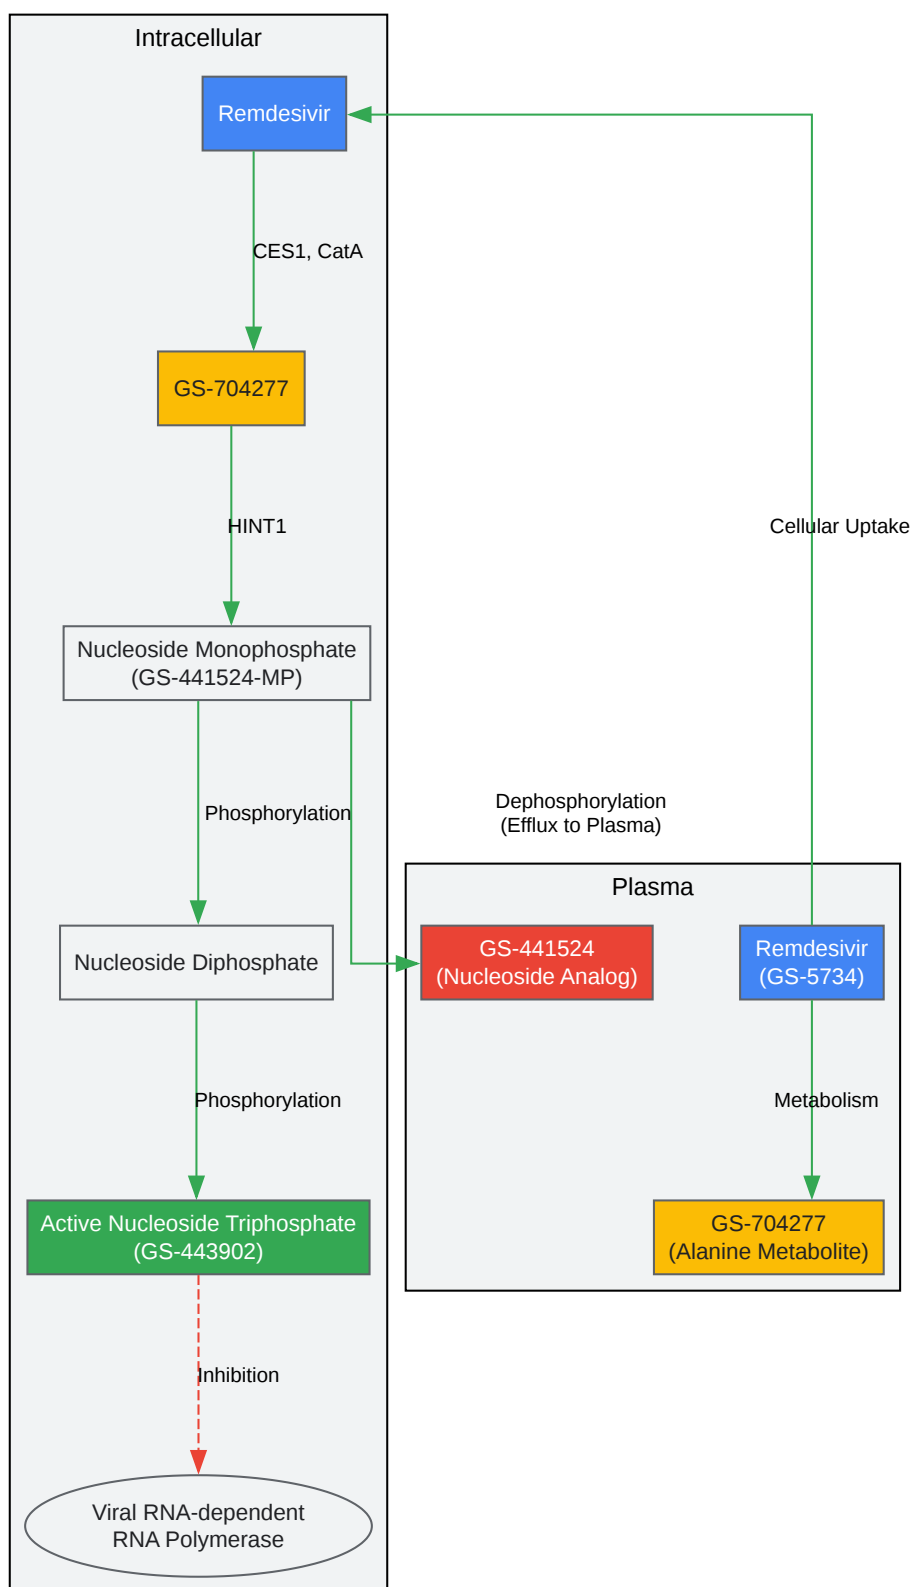 Intracellular
Remdesivir
CES1, CatA
GS-704277
HINT1
Cellular Uptake
Nucleoside Monophosphate
(GS-441524-MP)
Phosphorylation
Dephosphorylation
(Efflux to Plasma)
Plasma
Nucleoside Diphosphate
GS-441524
(Nucleoside Analog)
Remdesivir
(GS-5734)
Phosphorylation
Metabolism
Active Nucleoside Triphosphate
(GS-443902)
GS-704277
(Alanine Metabolite)
Inhibition
Viral RNA-dependent
RNA Polymerase